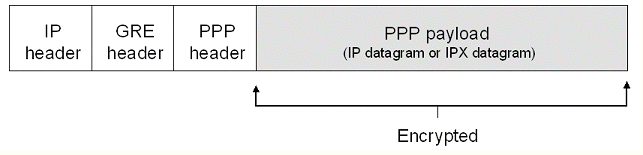 IP header
GRE header
PPP header
PPP payload
(IP datagram or IPX datagram)
Encrypted